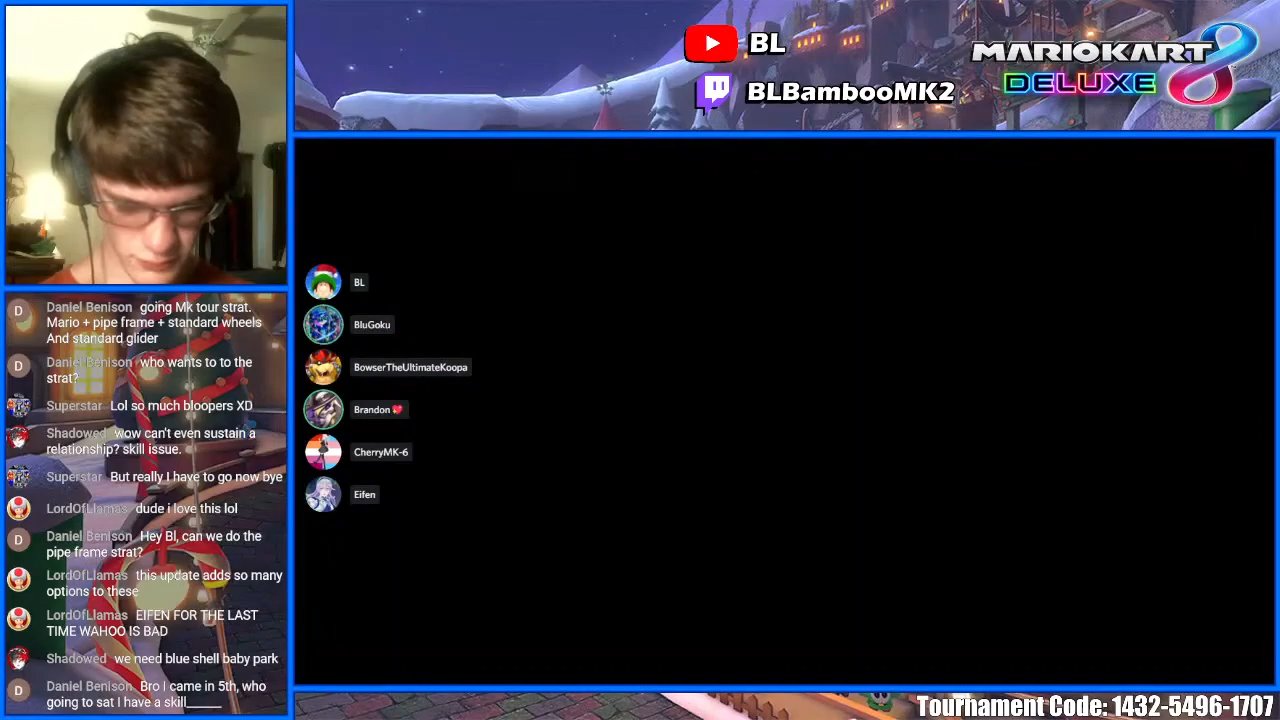 BL
BLBambooMK2
MARIOKART 8
DELUXE
BL
BluGoku
BowserTheUltimateKoopa
Brandon 💘
CherryMK-6
Eifen
D Daniel Benison going Mk tour strat.
Mario + pipe frame + standard wheels
And standard glider
D Daniel Benison who wants to to the
strat?
Superstar Lol so much bloopers XD
Shadowed wow can't even sustain a
relationship? skill issue.
Superstar But really I have to go now bye
LordOfLlamas dude i love this lol
D Daniel Benison Hey Bl, can we do the
pipe frame strat?
LordOfLlamas this update adds so many
options to these
LordOfLlamas EIFEN FOR THE LAST
TIME WAHOO IS BAD
Shadowed we need blue shell baby park
D Daniel Benison Bro I came in 5th, who
going to sat I have a skill_____
Tournament Code: 1432-5496-1707